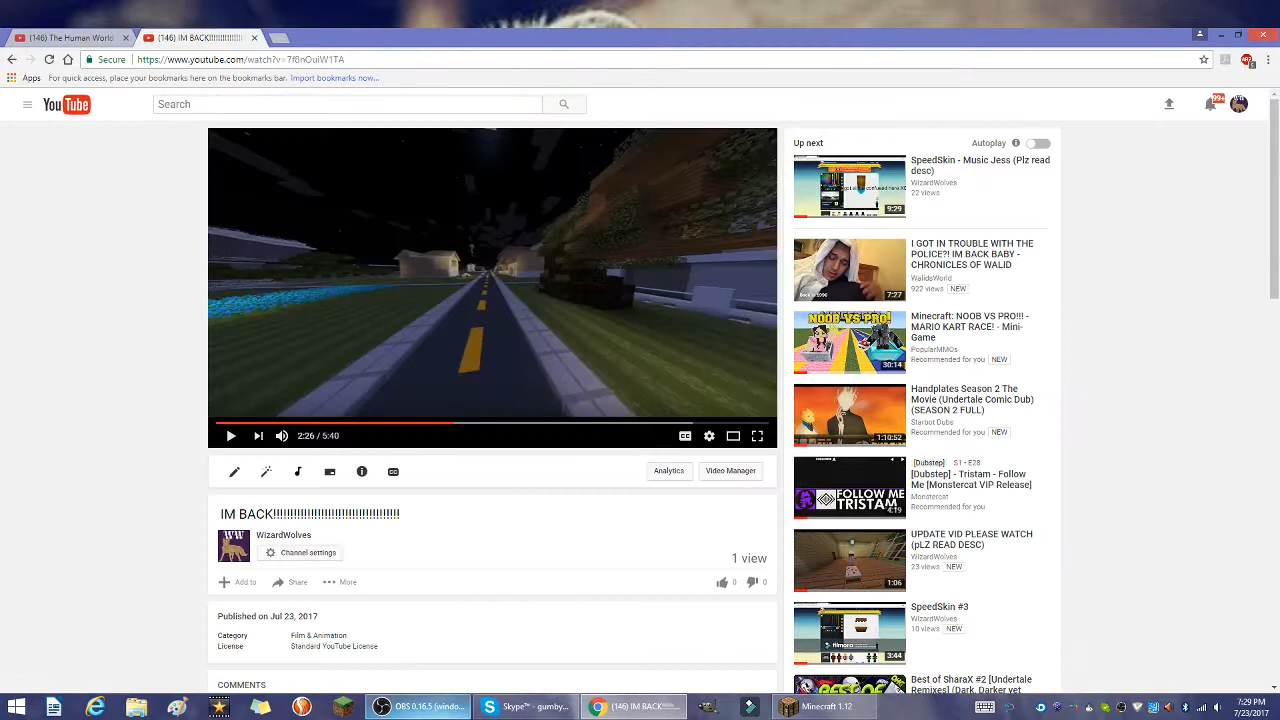 (146) The Human World
(146) IM BACK!!!!!!!!!!!!!!
Secure
https://www.youtube.com/watch?v=7f8nOuiW1TA
Apps
For quick access, place your bookmarks here on the bookmarks bar. Import bookmarks now...
YouTube
Search
99+
2:26 / 5:40
Analytics
Video Manager
IM BACK!!!!!!!!!!!!!!!!!!!!!!!!!!!!!!!!!!!!!
WW
WizardWolves
Channel settings
1 view
Add to
Share
More
0
0
Published on Jul 23, 2017
Category
Film & Animation
License
Standard YouTube License
COMMENTS
Up next
Autoplay
9:29
SpeedSkin - Music Jess (Plz read
desc)
WizardWolves
22 views
7:27
I GOT IN TROUBLE WITH THE
POLICE?! IM BACK BABY -
CHRONICLES OF WALID
WalidsWorld
922 views NEW
NOOB VS PRO!
30:14
Minecraft: NOOB VS PRO!!! -
MARIO KART RACE! - Mini-
Game
PopularMMOs
Recommended for you NEW
1:10:52
Handplates Season 2 The
Movie (Undertale Comic Dub)
(SEASON 2 FULL)
Starbot Dubs
Recommended for you NEW
FOLLOW ME
TRISTAM
4:19
[Dubstep] S1 • E28
[Dubstep] - Tristam - Follow
Me [Monstercat VIP Release]
Monstercat
Recommended for you
1:06
UPDATE VID PLEASE WATCH
(pLZ READ DESC)
WizardWolves
23 views NEW
filmora
3:44
SpeedSkin #3
WizardWolves
10 views NEW
BEST OF
Best of SharaX #2 [Undertale
Remixes] (Dark, Darker yet
OBS 0.16.5 (windo...
Skype™ - gumby...
(146) IM BACK!!!!...
Minecraft 1.12
7:29 PM
7/23/2017